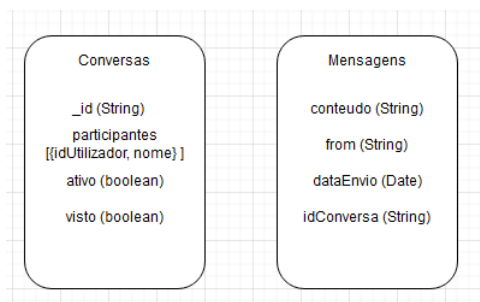 Conversas
_id (String)
participantes
[{idUtilizador, nome} ]
ativo (boolean)
visto (boolean)
Mensagens
conteudo (String)
from (String)
dataEnvio (Date)
idConversa (String)